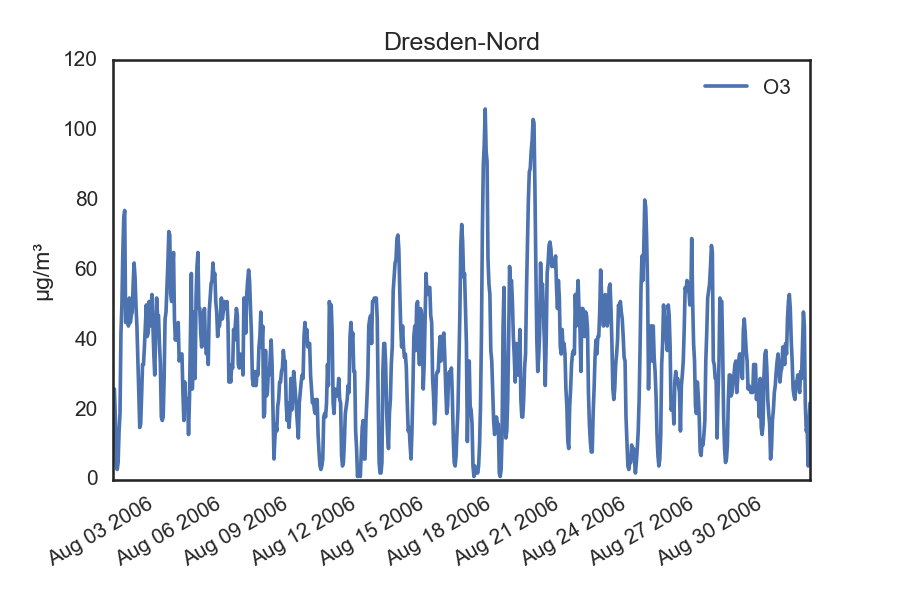 Dresden-Nord
120
100
80
60
40
20
0
µg/m³
O3
Aug 03 2006
Aug 06 2006
Aug 09 2006
Aug 12 2006
Aug 15 2006
Aug 18 2006
Aug 21 2006
Aug 24 2006
Aug 27 2006
Aug 30 2006